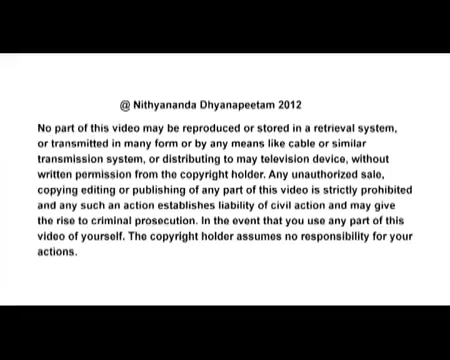 @ Nithyananda Dhyanapeetam 2012
No part of this video may be reproduced or stored in a retrieval system,
or transmitted in many form or by any means like cable or similar
transmission system, or distributing to may television device, without
written permission from the copyright holder. Any unauthorized sale,
copying editing or publishing of any part of this video is strictly prohibited
and any such an action establishes liability of civil action and may give
the rise to criminal prosecution. In the event that you use any part of this
video of yourself. The copyright holder assumes no responsibility for your
actions.